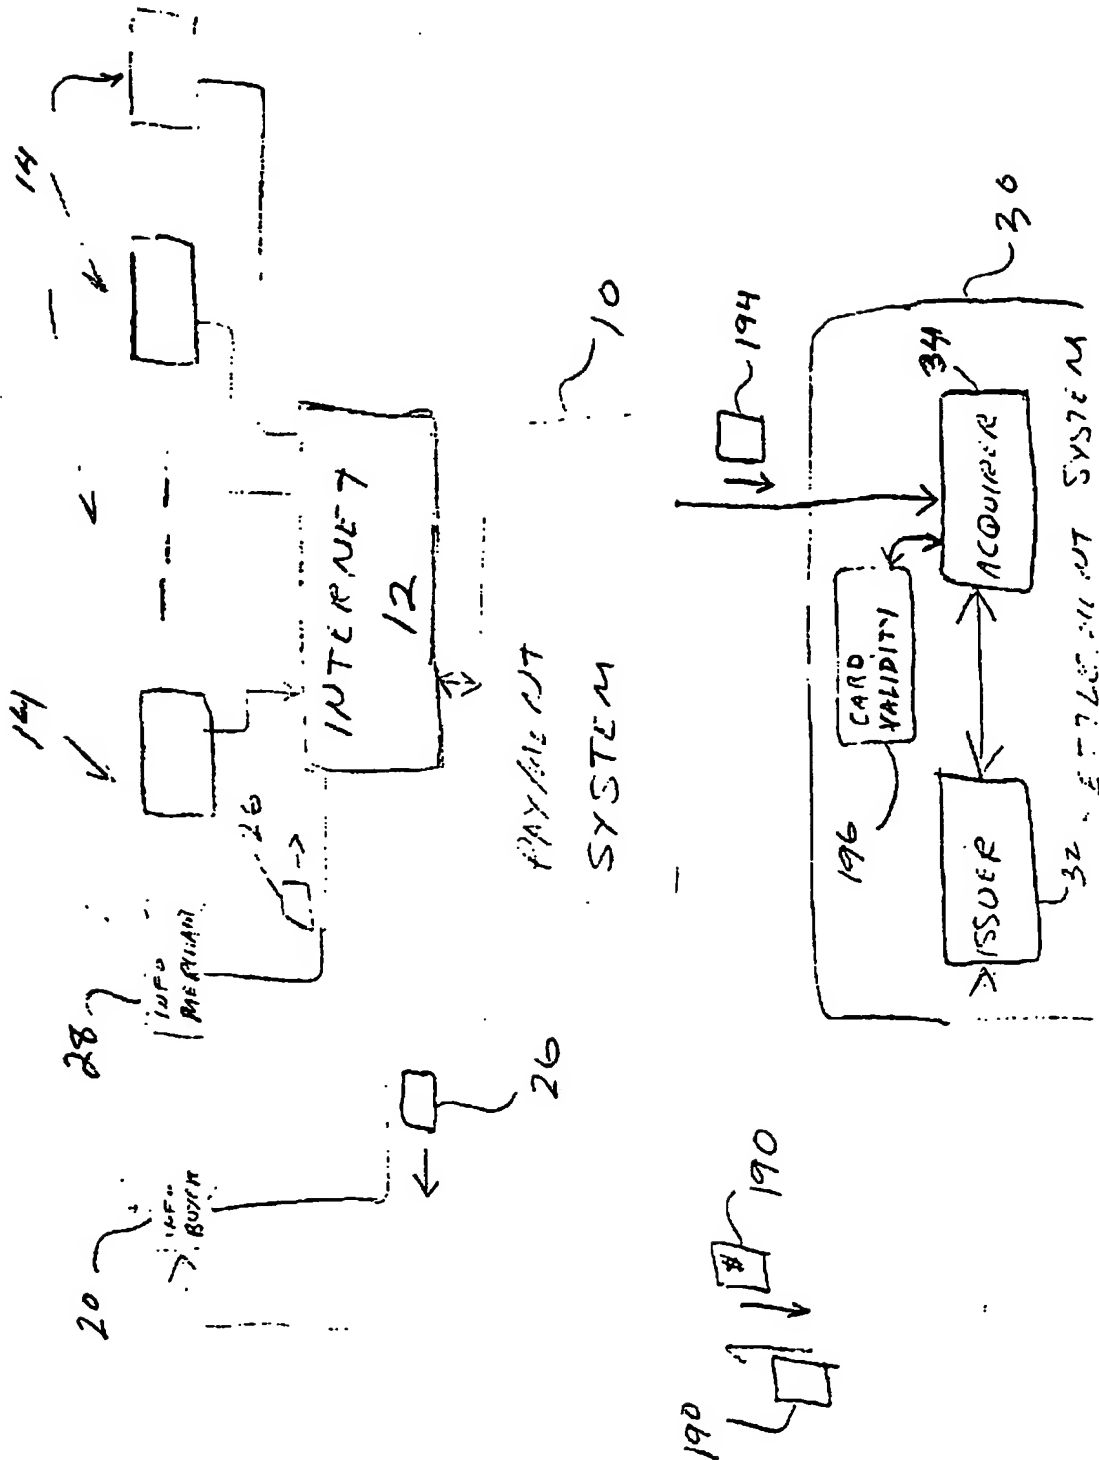 14
14
28
INFO
MERCHANT
26
20
INFO
BUYER
INTERNET
12
26
PAYMENT
SYSTEM
10
190
$
190
194
CARD
VALIDITY
196
ISSUER
32
ACQUIRER
34
SYSTEM
30